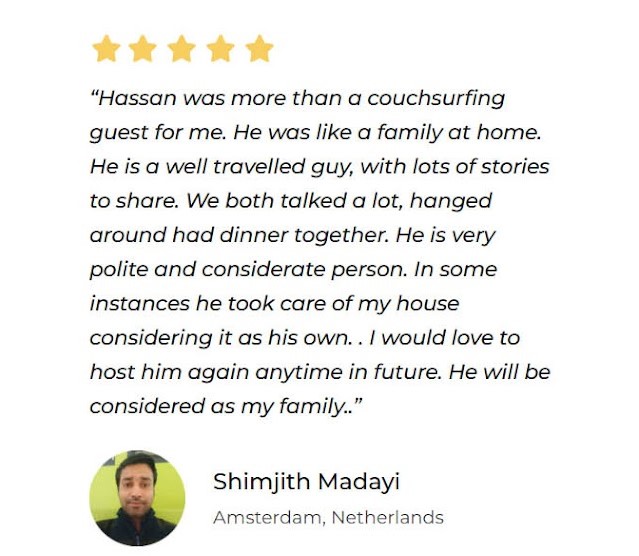 “Hassan was more than a couchsurfing
guest for me. He was like a family at home.
He is a well travelled guy, with lots of stories
to share. We both talked a lot, hanged
around had dinner together. He is very
polite and considerate person. In some
instances he took care of my house
considering it as his own. . I would love to
host him again anytime in future. He will be
considered as my family..”
Shimjith Madayi
Amsterdam, Netherlands